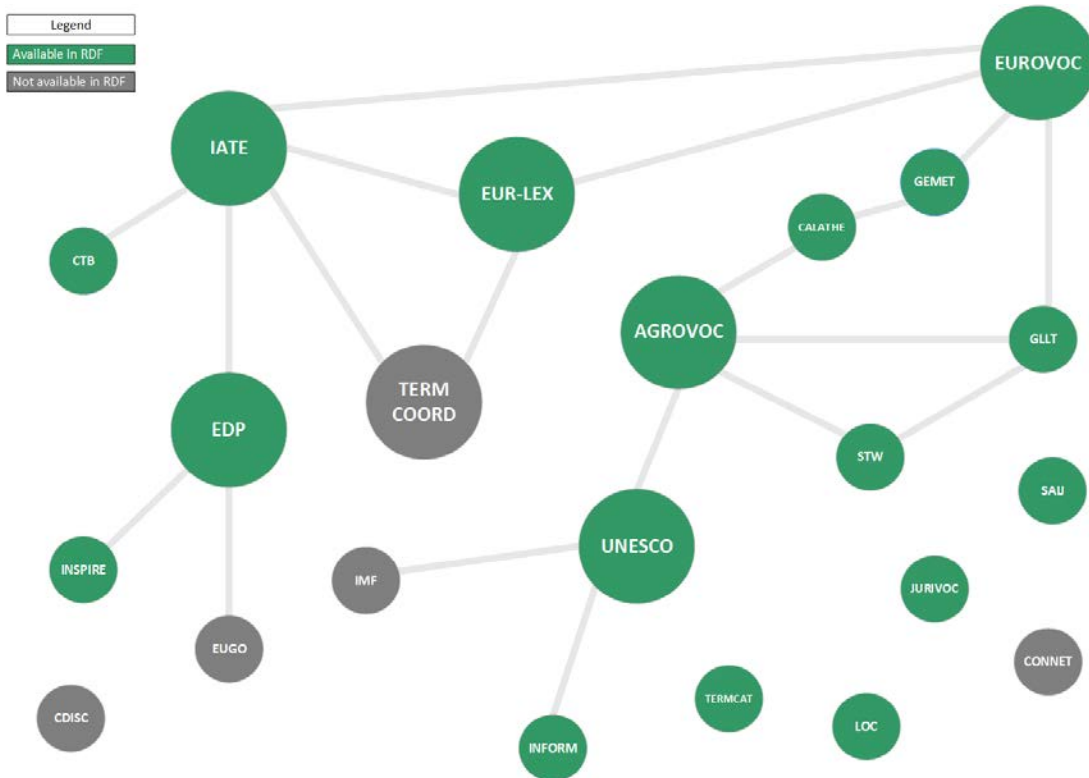 Legend
Available in RDF
Not available in RDF
EUROVOC
IATE
EUR-LEX
GEMET
CALATHE
CTB
AGROVOC
GLLT
TERM
COORD
EDP
STW
SAIJ
UNESCO
INSPIRE
IMF
JURIVOC
EUGO
CONNET
TERMCAT
CDISC
LOC
INFORM